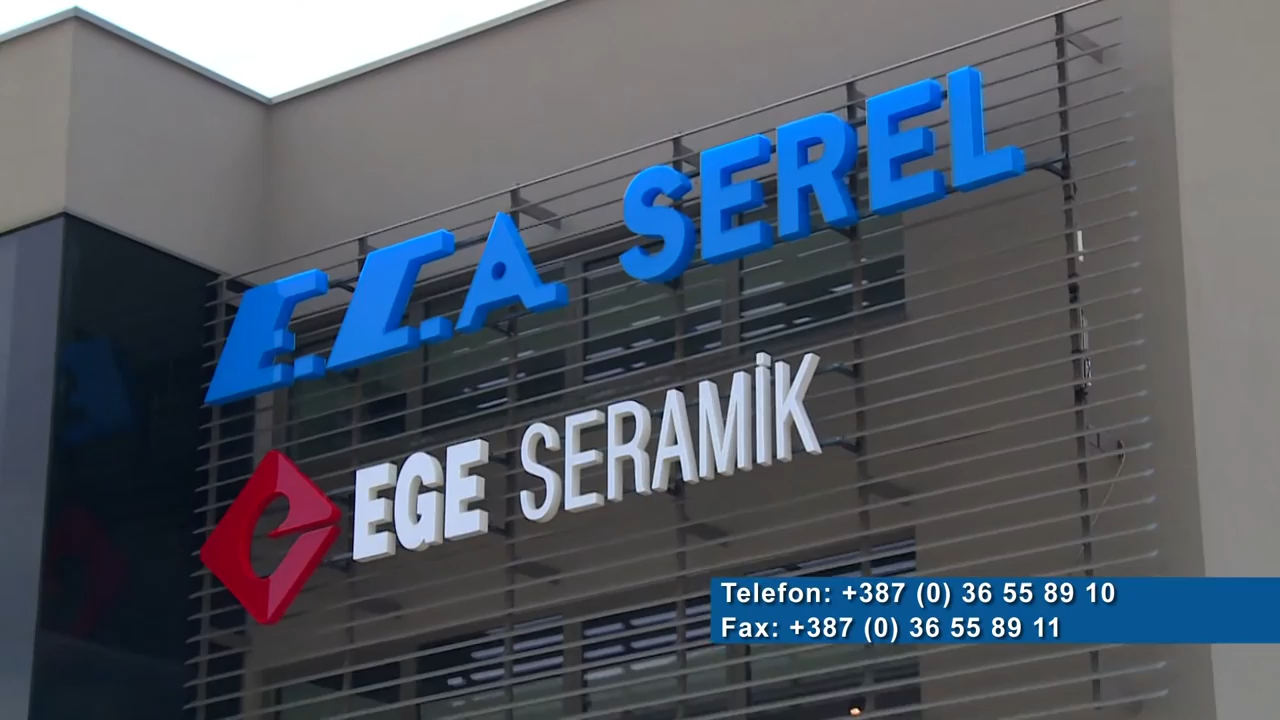 E.C.A SEREL
EGE SERAMİK
Telefon: +387 (0) 36 55 89 10
Fax: +387 (0) 36 55 89 11